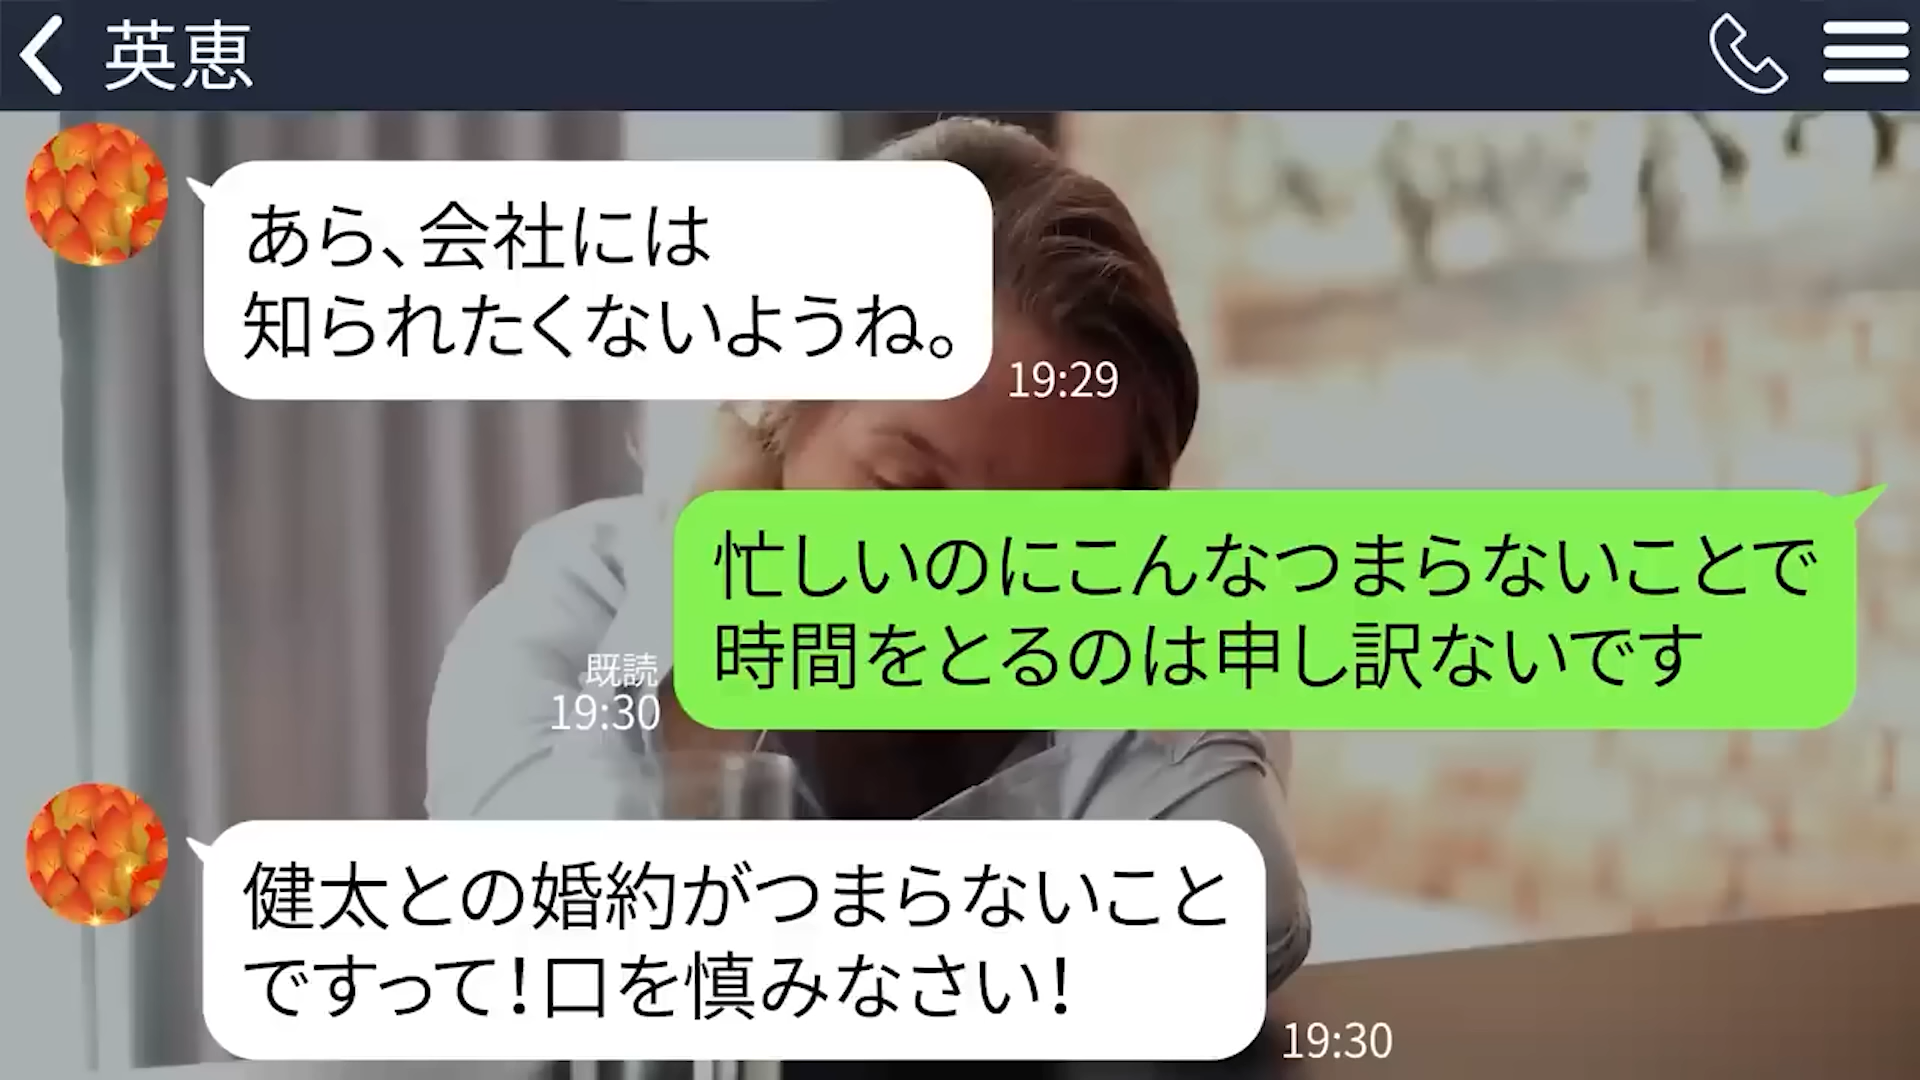 英恵
あら、会社には
知られたくないようね。
19:29
忙しいのにこんなつまらないことで
時間をとるのは申し訳ないです
既読
19:30
健太との婚約がつまらないこと
ですって!口を慎みなさい!
19:30